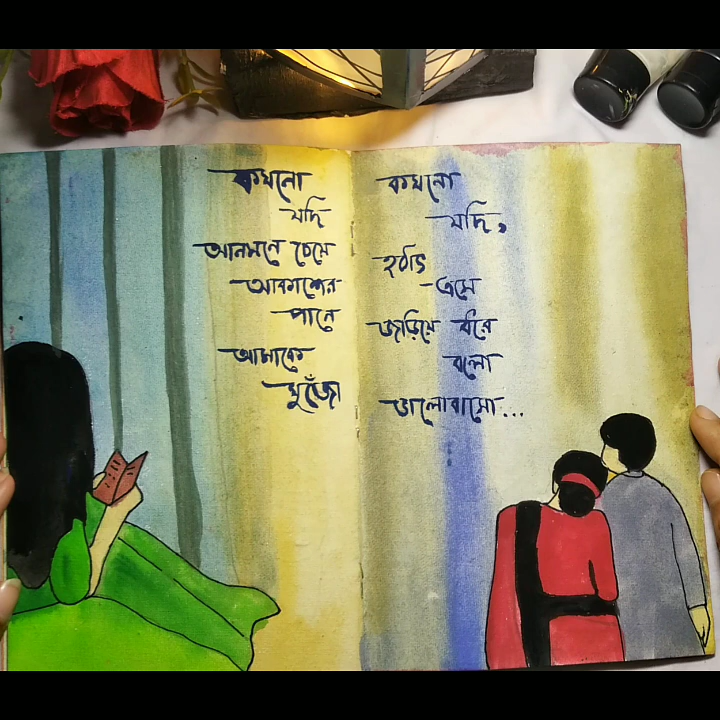 কখনো
যদি
আনমনে চেয়ে
আকাশের
পানে
আমাকে
খুঁজো
কখনো
যদি,
হঠাৎ
এসে
জড়িয়ে ধরে
বলো
ভালোবাসো...